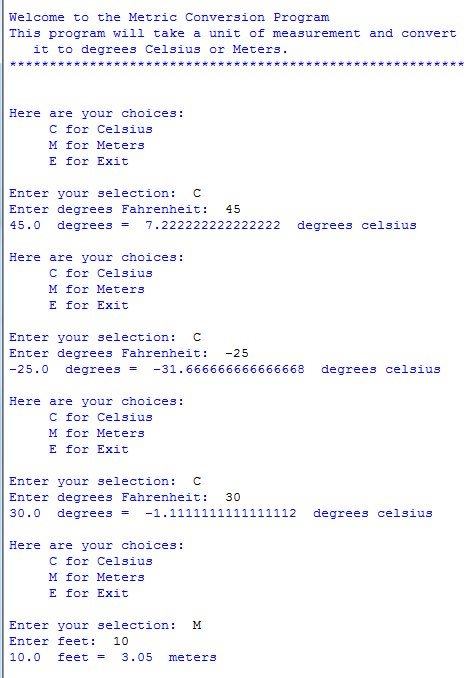 Welcome to the Metric Conversion Program
This program will take a unit of measurement and convert
   it to degrees Celsius or Meters.
*********************************************************

Here are your choices:
     C for Celsius
     M for Meters
     E for Exit

Enter your selection:  C
Enter degrees Fahrenheit:  45
45.0  degrees =  7.222222222222222  degrees celsius

Here are your choices:
     C for Celsius
     M for Meters
     E for Exit

Enter your selection:  C
Enter degrees Fahrenheit:  -25
-25.0  degrees =  -31.666666666666668  degrees celsius

Here are your choices:
     C for Celsius
     M for Meters
     E for Exit

Enter your selection:  C
Enter degrees Fahrenheit:  30
30.0  degrees =  -1.1111111111111112  degrees celsius

Here are your choices:
     C for Celsius
     M for Meters
     E for Exit

Enter your selection:  M
Enter feet:  10
10.0  feet =  3.05  meters